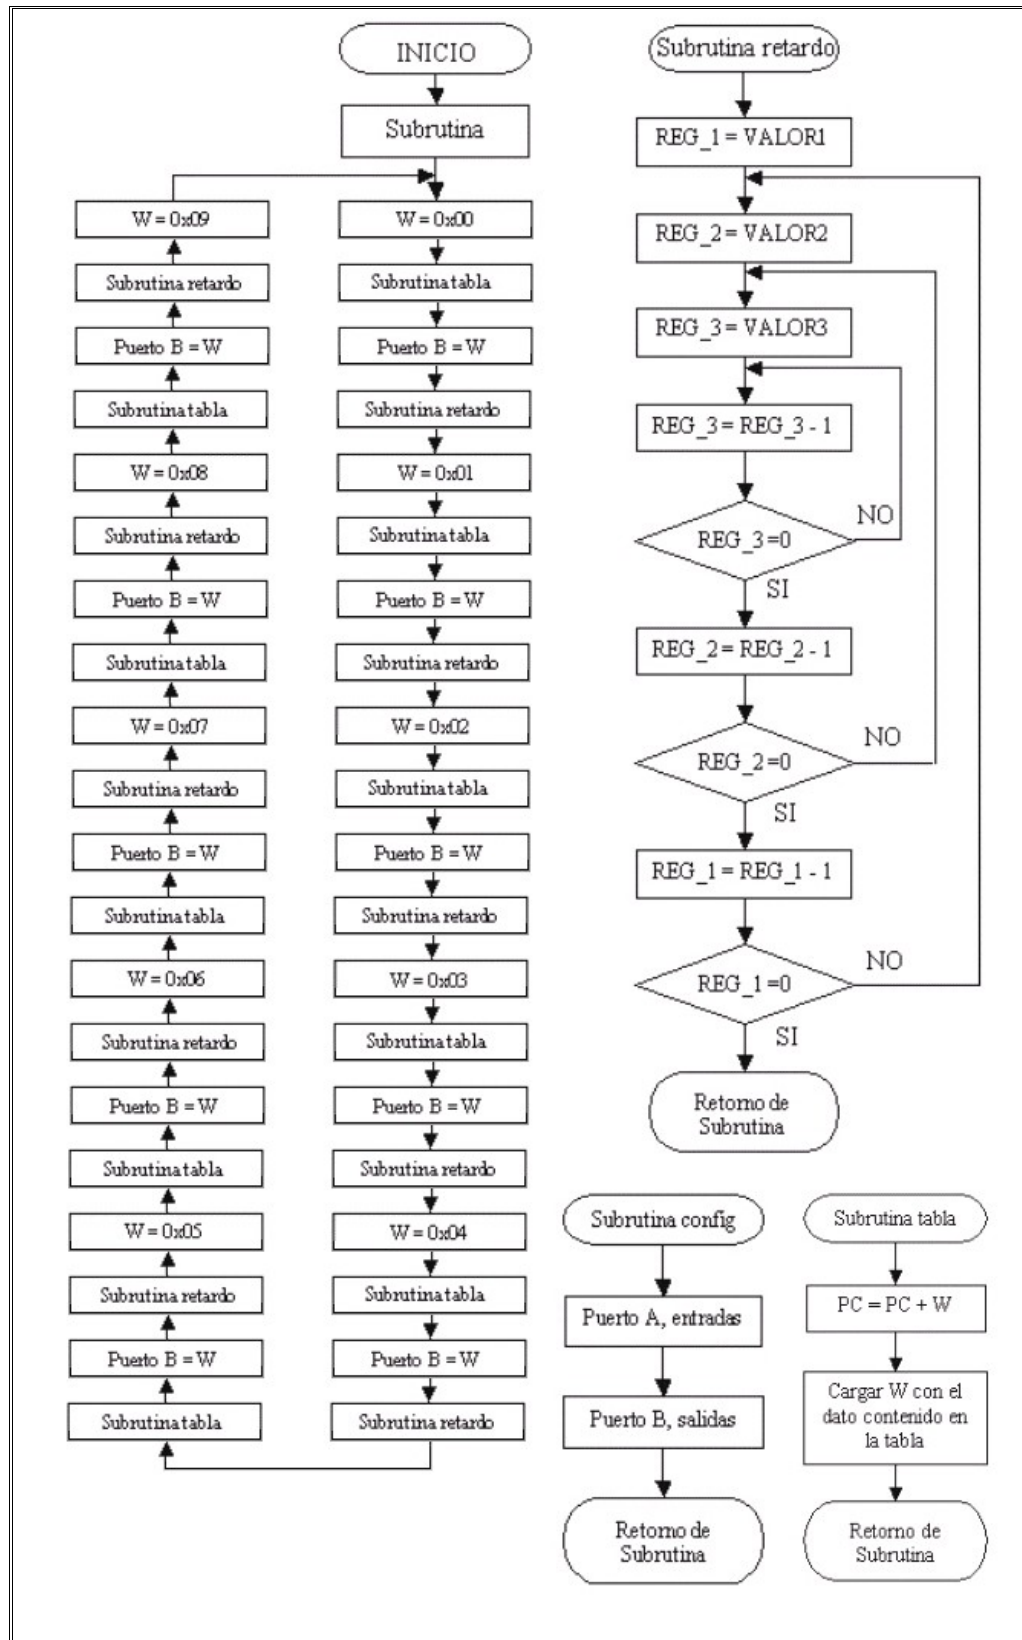 INICIO
Subrutina
W = 0x00
Subrutina tabla
Puerto B = W
Subrutina retardo
W = 0x01
Subrutina tabla
Puerto B = W
Subrutina retardo
W = 0x02
Subrutina tabla
Puerto B = W
Subrutina retardo
W = 0x03
Subrutina tabla
Puerto B = W
Subrutina retardo
W = 0x04
Subrutina tabla
Puerto B = W
Subrutina retardo
Subrutina tabla
Puerto B = W
Subrutina retardo
W = 0x05
Subrutina tabla
Puerto B = W
Subrutina retardo
W = 0x06
Subrutina tabla
Puerto B = W
Subrutina retardo
W = 0x07
Subrutina tabla
Puerto B = W
Subrutina retardo
W = 0x08
Subrutina tabla
Puerto B = W
Subrutina retardo
W = 0x09
Subrutina retardo
REG_1 = VALOR1
REG_2 = VALOR2
REG_3 = VALOR3
REG_3 = REG_3 - 1
REG_3 =0
NO
SI
REG_2 = REG_2 - 1
REG_2 =0
NO
SI
REG_1 = REG_1 - 1
REG_1 =0
NO
SI
Retorno de
Subrutina
Subrutina config
Puerto A, entradas
Puerto B, salidas
Retorno de
Subrutina
Subrutina tabla
PC = PC + W
Cargar W con el
dato contenido en
la tabla
Retorno de
Subrutina